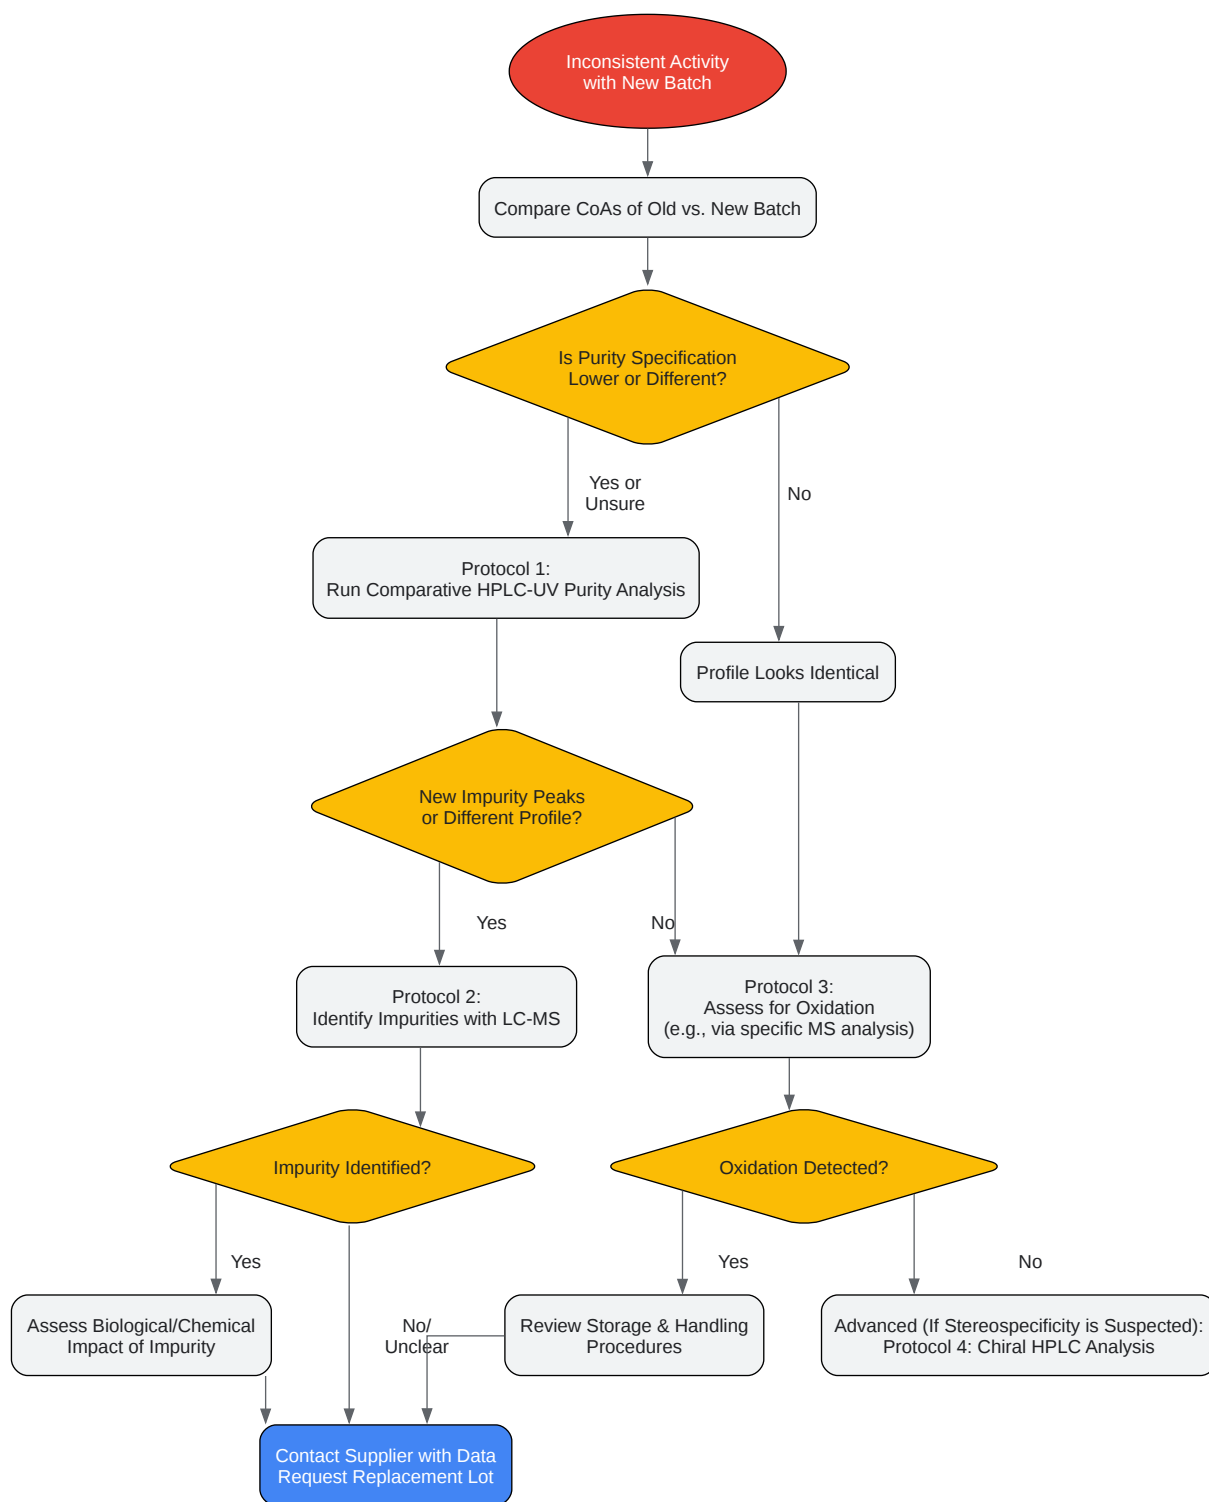 Inconsistent Activity
with New Batch
Compare CoAs of Old vs. New Batch
Is Purity Specification
Lower or Different?
Yes or
Unsure
No
Protocol 1:
Run Comparative HPLC-UV Purity Analysis
Profile Looks Identical
New Impurity Peaks
or Different Profile?
Yes
No
Protocol 2:
Identify Impurities with LC-MS
Protocol 3:
Assess for Oxidation
(e.g., via specific MS analysis)
Impurity Identified?
Oxidation Detected?
Yes
No/
Unclear
Yes
No
Assess Biological/Chemical
Impact of Impurity
Review Storage & Handling
Procedures
Advanced (If Stereospecificity is Suspected):
Protocol 4: Chiral HPLC Analysis
Contact Supplier with Data
Request Replacement Lot